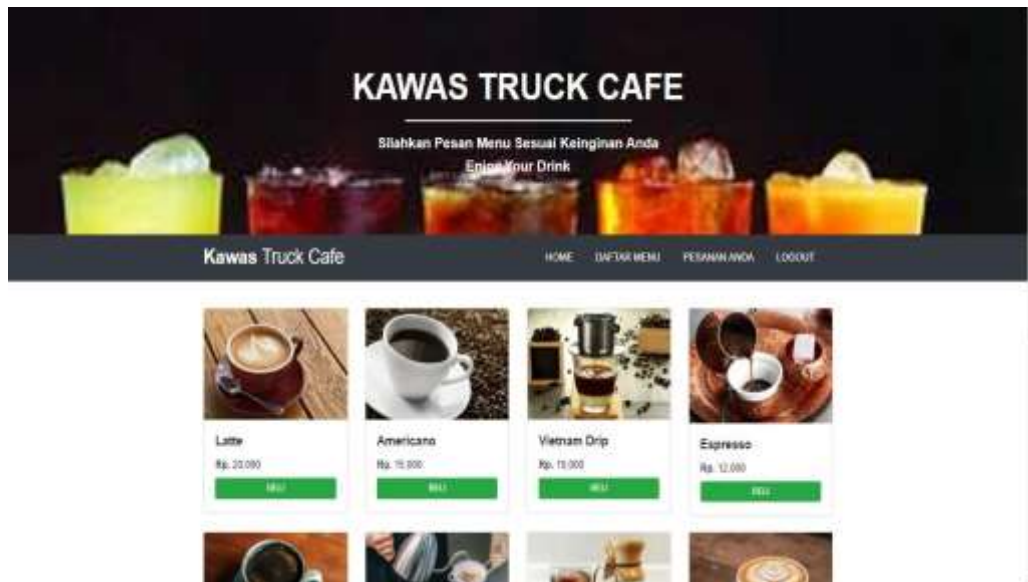 KAWAS TRUCK CAFE
Silahkan Pesan Menu Sesuai Keinginan Anda
Enjoy Your Drink
Kawas Truck Cafe
HOME DAFTAR MENU PESANAN ANDA LOGOUT
Latte
Rp. 20.000
BELI
Americano
Rp. 15.000
BELI
Vietnam Drip
Rp.
BELI
Espresso
Rp. 12.000
BELI